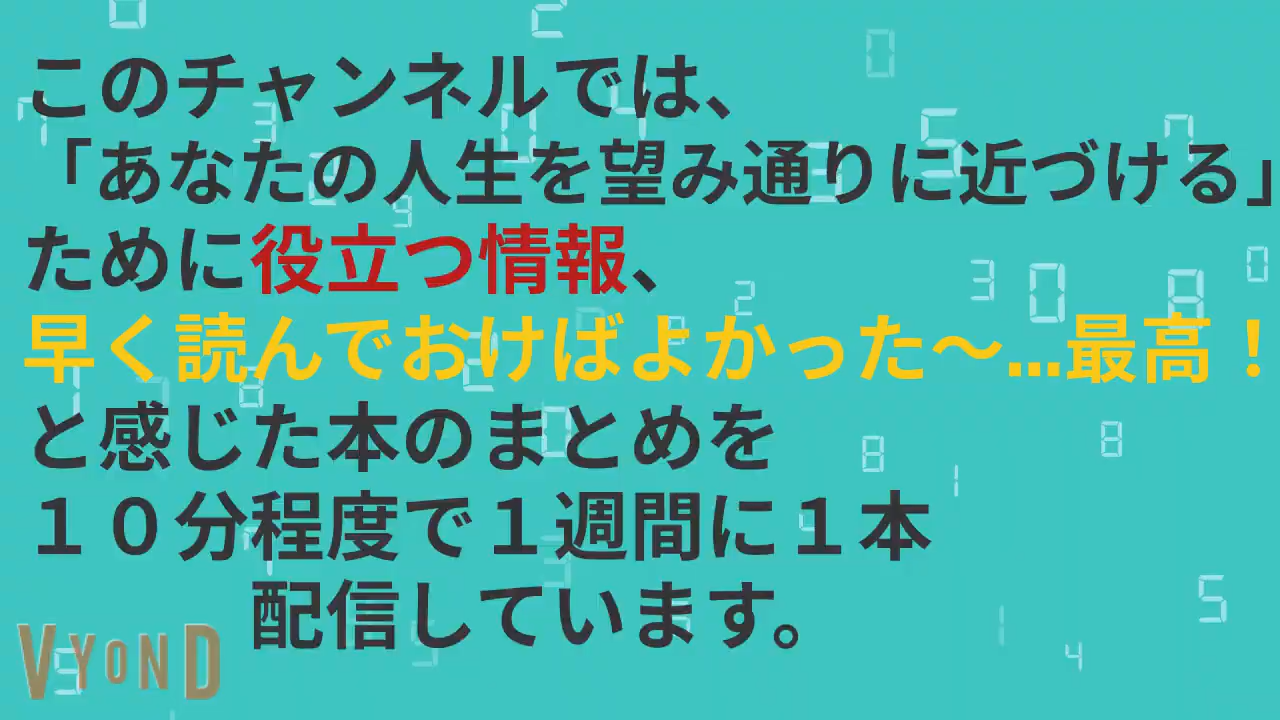 このチャンネルでは、
「あなたの人生を望み通りに近づける」
ために役立つ情報、
早く読んでおけばよかった～...最高！
と感じた本のまとめを
１０分程度で１週間に１本
配信しています。
VYOND